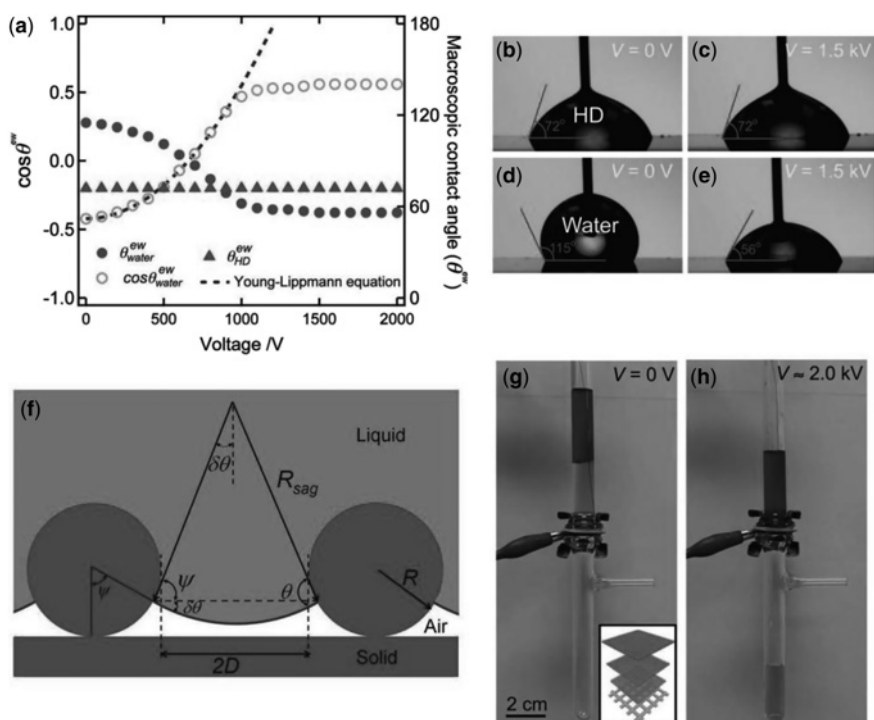 (a)
1.0
0.5
0.0
-0.5
-1.0
cosθ^ew
180
120
60
0
Macroscopic contact angle (θ^ew)
θ^ew_water
θ^ew_HD
cosθ^ew_water
Young-Lippmann equation
0
500
1000
1500
2000
Voltage /V
(b)
V = 0 V
HD
72°
(c)
V = 1.5 kV
72°
(d)
V = 0 V
Water
115
(e)
V = 1.5 kV
56°
(f)
Liquid
δθ
R_sag
ψ
ψ
θ
δθ
R
Air
2D
Solid
(g)
V = 0 V
2 cm
(h)
V ≈ 2.0 kV